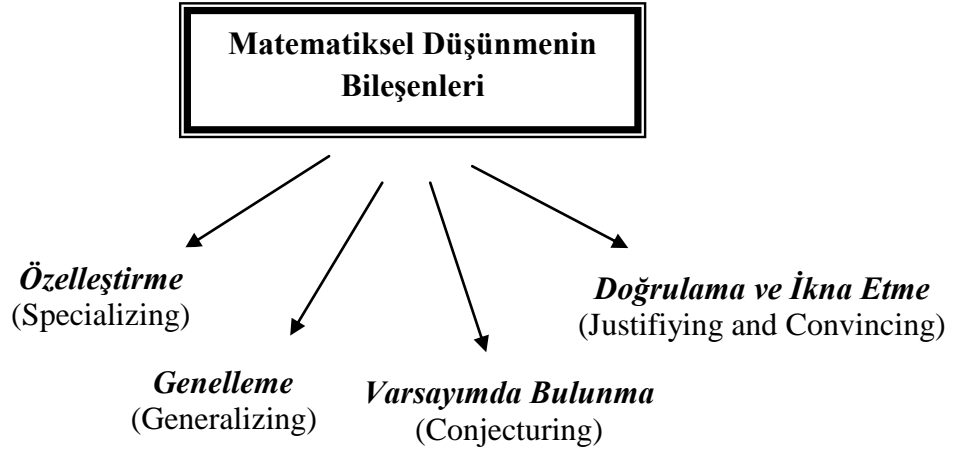 Matematiksel Düşünmenin
Bileşenleri
Özelleştirme
(Specializing)
Doğrulama ve İkna Etme
(Justifiying and Convincing)
Genelleme
(Generalizing)
Varsayımda Bulunma
(Conjecturing)